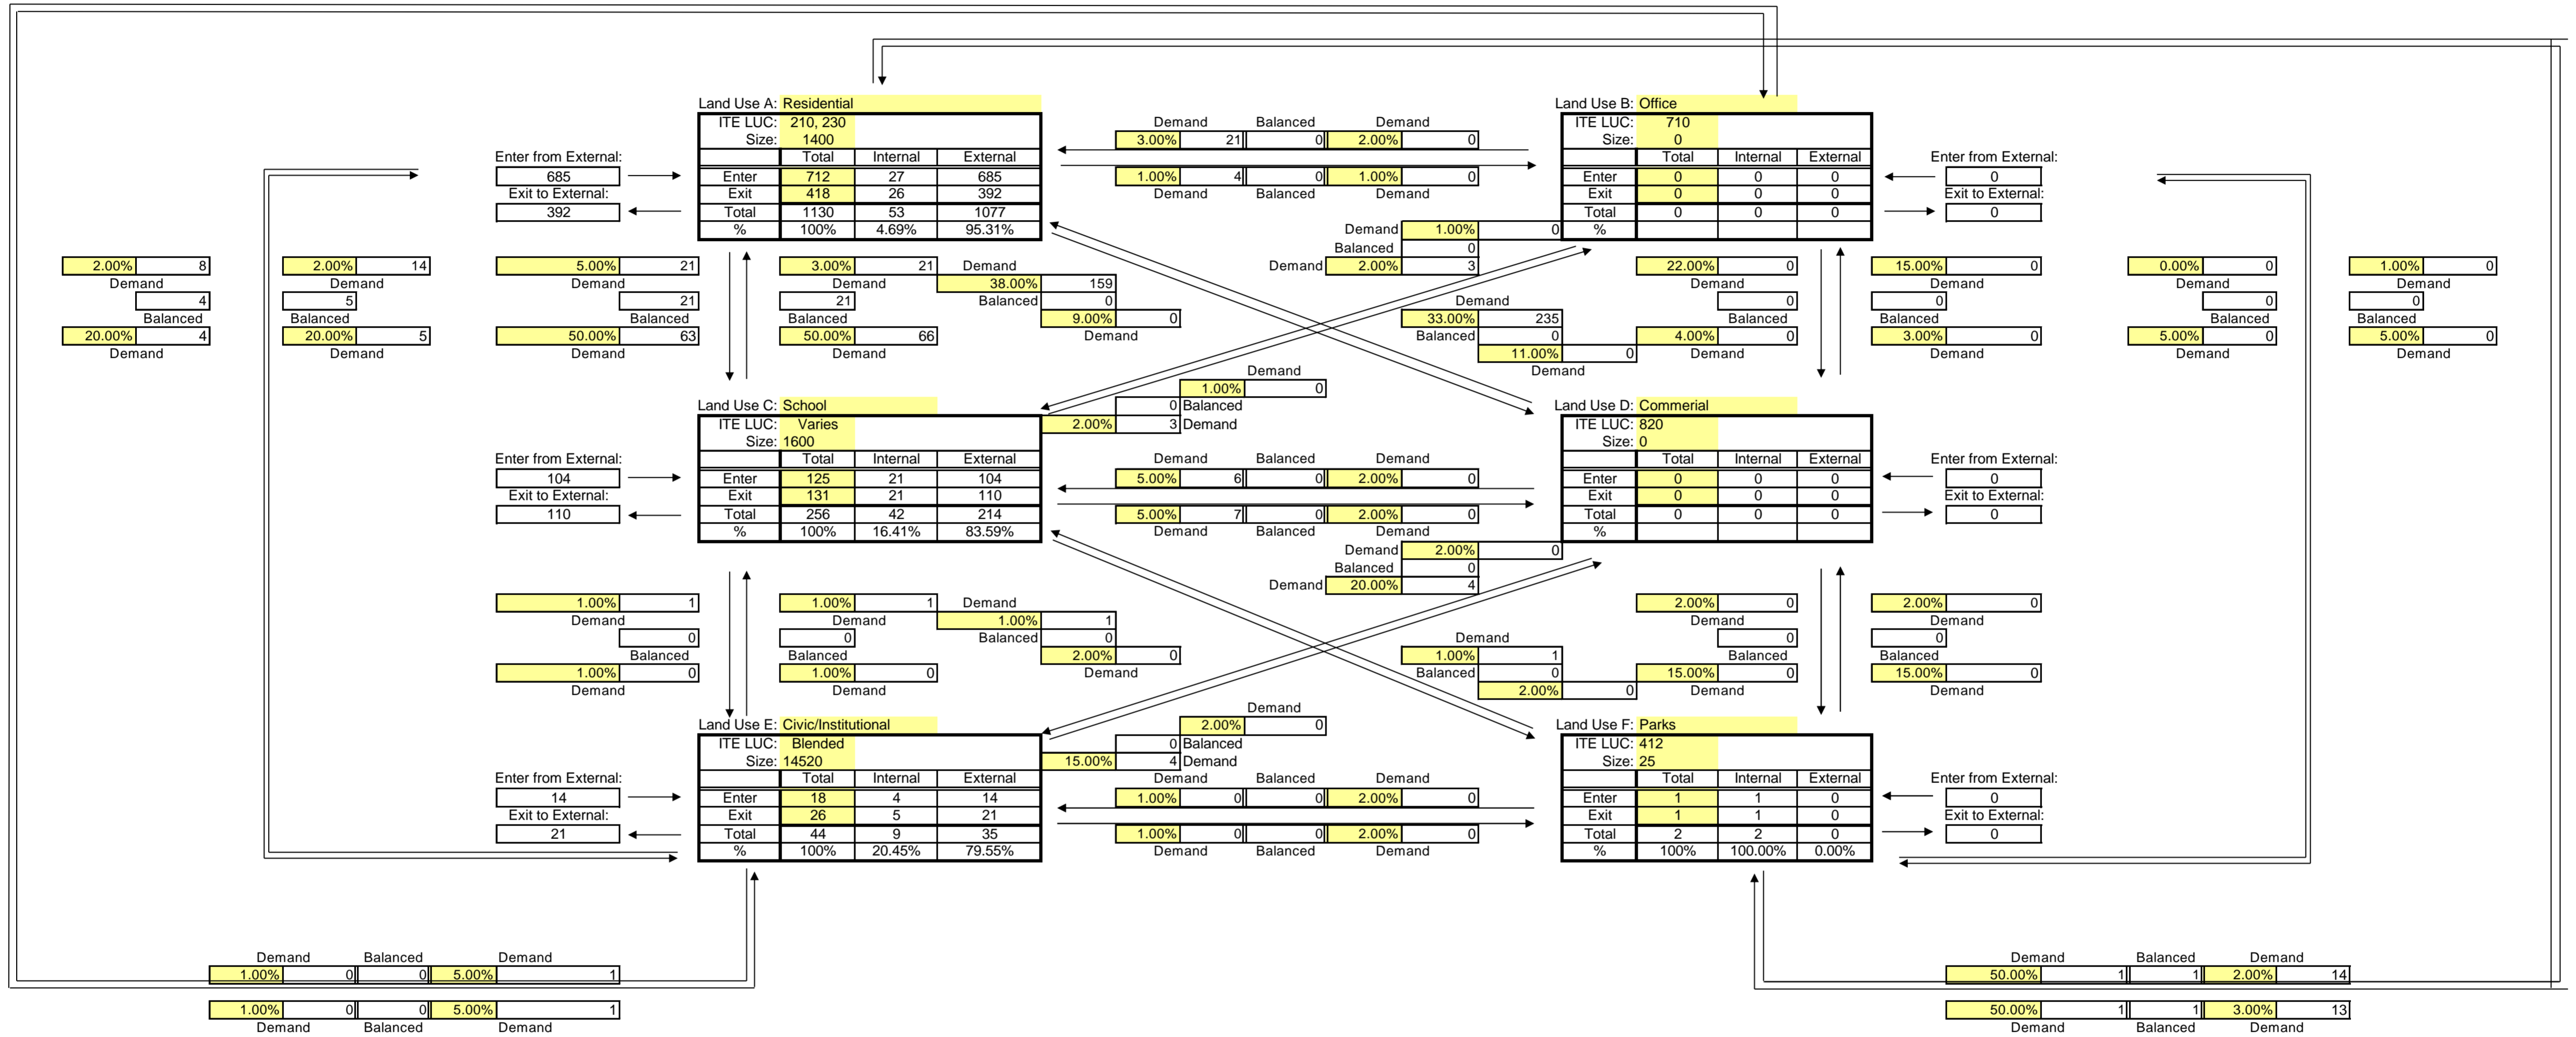 Land Use A: Residential
ITE LUC: 210, 230
Size: 1400
Total Internal External
Enter 712 27 685
Exit 418 26 392
Total 1130 53 1077
% 100% 4.69% 95.31%
Enter from External:
685
Exit to External:
392
Demand Balanced Demand
3.00% 21 0 2.00% 0
1.00% 4 0 1.00% 0
Demand Balanced Demand
Land Use B: Office
ITE LUC: 710
Size: 0
Total Internal External
Enter 0 0 0
Exit 0 0 0
Total 0 0 0
%
Enter from External:
0
Exit to External:
0
Demand 1.00% 0
Balanced 0
Demand 2.00% 3
2.00% 8
Demand
4
Balanced
20.00% 4
Demand
2.00% 14
Demand
5
Balanced
20.00% 5
Demand
5.00% 21
Demand
21
Balanced
50.00% 63
Demand
3.00% 21
Demand
21
Balanced
50.00% 66
Demand
Demand
38.00% 159
Balanced 0
9.00% 0
Demand
Demand
33.00% 235
Balanced 0
11.00% 0
Demand
22.00% 0
Demand
0
Balanced
4.00% 0
Demand
15.00% 0
Demand
0
Balanced
3.00% 0
Demand
0.00% 0
Demand
0
Balanced
5.00% 0
Demand
1.00% 0
Demand
0
Balanced
5.00% 0
Demand
Demand
1.00% 0
0 Balanced
2.00% 3 Demand
Land Use C: School
ITE LUC: Varies
Size: 1600
Total Internal External
Enter 125 21 104
Exit 131 21 110
Total 256 42 214
% 100% 16.41% 83.59%
Enter from External:
104
Exit to External:
110
Demand Balanced Demand
5.00% 6 0 2.00% 0
5.00% 7 0 2.00% 0
Demand Balanced Demand
Land Use D: Commerial
ITE LUC: 820
Size: 0
Total Internal External
Enter 0 0 0
Exit 0 0 0
Total 0 0 0
%
Enter from External:
0
Exit to External:
0
Demand 2.00% 0
Balanced 0
Demand 20.00% 4
1.00% 1
Demand
0
Balanced
1.00% 0
Demand
1.00% 1
Demand
0
Balanced
1.00% 0
Demand
Demand
1.00% 1
Balanced 0
2.00% 0
Demand
Demand
1.00% 1
Balanced 0
2.00% 0
2.00% 0
Demand
0
Balanced
15.00% 0
Demand
2.00% 0
Demand
0
Balanced
15.00% 0
Demand
Demand
2.00% 0
0 Balanced
15.00% 4 Demand
Land Use E: Civic/Institutional
ITE LUC: Blended
Size: 14520
Total Internal External
Enter 18 4 14
Exit 26 5 21
Total 44 9 35
% 100% 20.45% 79.55%
Enter from External:
14
Exit to External:
21
Demand Balanced Demand
1.00% 0 0 2.00% 0
1.00% 0 0 2.00% 0
Demand Balanced Demand
Land Use F: Parks
ITE LUC: 412
Size: 25
Total Internal External
Enter 1 1 0
Exit 1 1 0
Total 2 2 0
% 100% 100.00% 0.00%
Enter from External:
0
Exit to External:
0
Demand Balanced Demand
1.00% 0 0 5.00% 1
1.00% 0 0 5.00% 1
Demand Balanced Demand
Demand Balanced Demand
50.00% 1 1 2.00% 14
50.00% 1 1 3.00% 13
Demand Balanced Demand